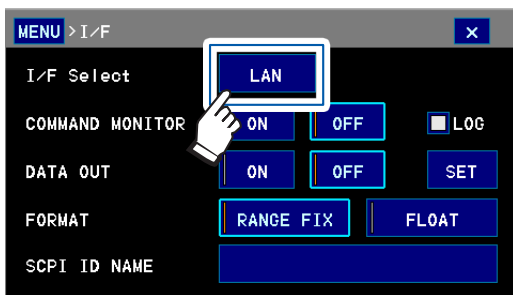 MENU >I/F ×
I/F Select LAN
COMMAND MONITOR ON OFF LOG
DATA OUT ON OFF SET
FORMAT RANGE FIX FLOAT
SCPI ID NAME